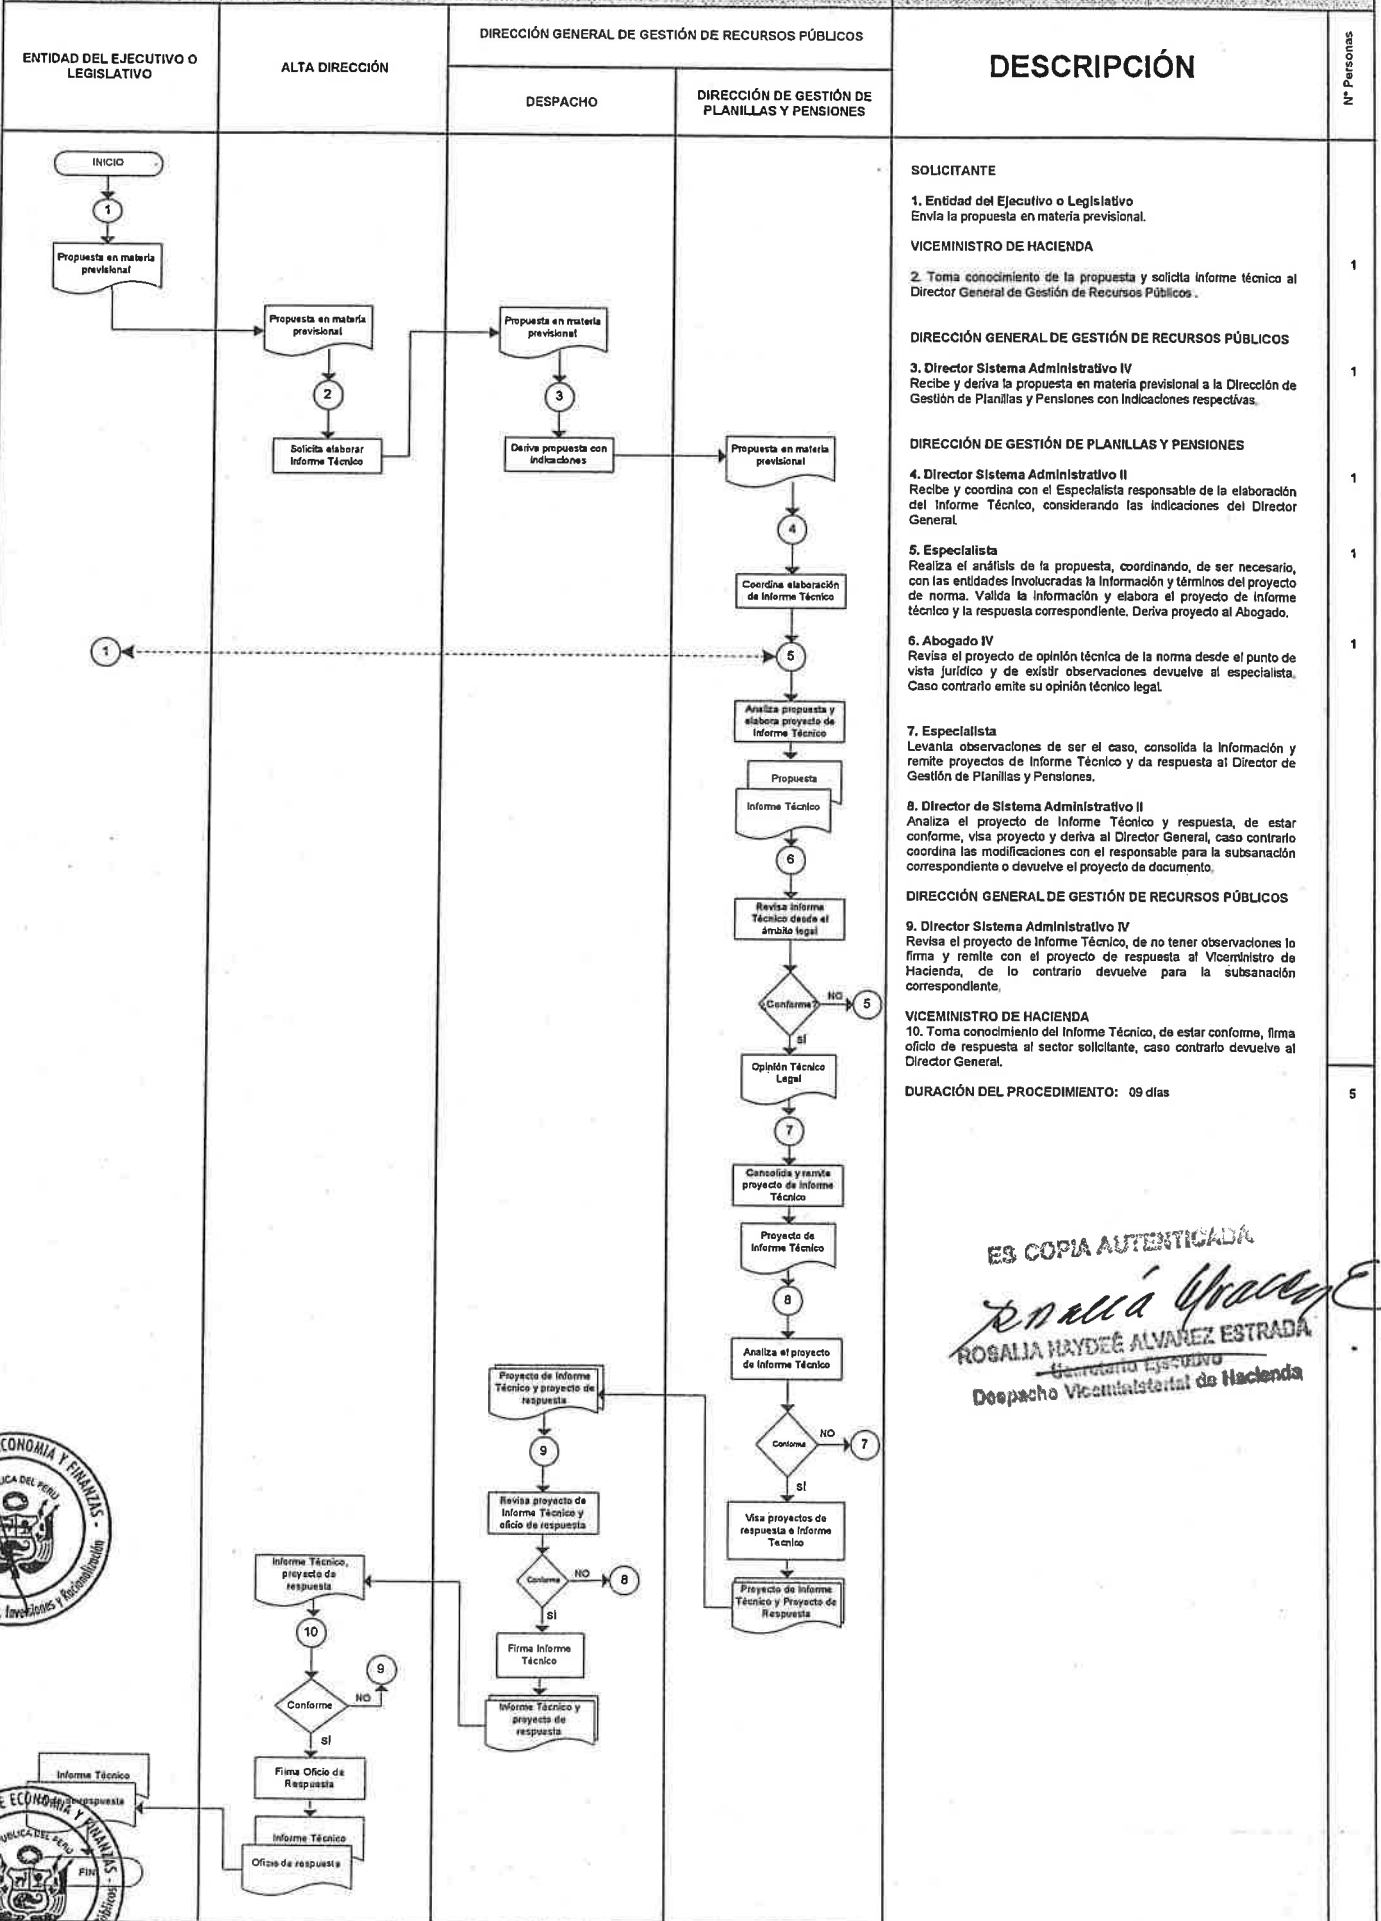 ENTIDAD DEL EJECUTIVO O
LEGISLATIVO
ALTA DIRECCIÓN
DIRECCIÓN GENERAL DE GESTIÓN DE RECURSOS PÚBLICOS
DESPACHO
DIRECCIÓN DE GESTIÓN DE
PLANILLAS Y PENSIONES
DESCRIPCIÓN
N° Personas
INICIO
1
Propuesta en materia
previsional
Propuesta en materia
previsional
2
Solicita elaborar
Informe Técnico
Propuesta en materia
previsional
3
Deriva propuesta con
indicaciones
Propuesta en materia
previsional
4
Coordina elaboración
de Informe Técnico
1
5
Analiza propuesta y
elabora proyecto de
Informe Técnico
Propuesta
Informe Técnico
6
Revisa Informe
Técnico desde el
ámbito legal
¿Conforme?
NO
5
sí
Opinión Técnico
Legal
7
Consolida y remite
proyecto de Informe
Técnico
Proyecto de
Informe Técnico
8
Analiza el proyecto
de Informe Técnico
Conforme
NO
7
sí
Visa proyectos de
respuesta e Informe
Tecnico
Proyecto de Informe
Técnico y Proyecto de
Respuesta
Proyecto de Informe
Técnico y proyecto de
respuesta
9
Revisa proyecto de
Informe Técnico y
oficio de respuesta
Conforme
NO
8
sí
Firma Informe
Técnico
Informe Técnico y
proyecto de
respuesta
Informe Técnico,
proyecto de
respuesta
10
Conforme
NO
9
sí
Firma Oficio de
Respuesta
Informe Técnico
Oficio de respuesta
Informe Técnico
respuesta
FIN
SOLICITANTE
1. Entidad del Ejecutivo o Legislativo
Envía la propuesta en materia previsional.
VICEMINISTRO DE HACIENDA
2. Toma conocimiento de la propuesta y solicita informe técnico al
Director General de Gestión de Recursos Públicos .
1
DIRECCIÓN GENERAL DE GESTIÓN DE RECURSOS PÚBLICOS
3. Director Sistema Administrativo IV
Recibe y deriva la propuesta en materia previsional a la Dirección de
Gestión de Planillas y Pensiones con indicaciones respectivas.
1
DIRECCIÓN DE GESTIÓN DE PLANILLAS Y PENSIONES
4. Director Sistema Administrativo II
Recibe y coordina con el Especialista responsable de la elaboración
del Informe Técnico, considerando las indicaciones del Director
General.
1
5. Especialista
Realiza el análisis de la propuesta, coordinando, de ser necesario,
con las entidades involucradas la información y términos del proyecto
de norma. Valida la información y elabora el proyecto de informe
técnico y la respuesta correspondiente. Deriva proyecto al Abogado.
1
6. Abogado IV
Revisa el proyecto de opinión técnica de la norma desde el punto de
vista jurídico y de existir observaciones devuelve al especialista.
Caso contrario emite su opinión técnico legal.
1
7. Especialista
Levanta observaciones de ser el caso, consolida la Información y
remite proyectos de Informe Técnico y da respuesta al Director de
Gestión de Planillas y Pensiones.
8. Director de Sistema Administrativo II
Analiza el proyecto de Informe Técnico y respuesta, de estar
conforme, visa proyecto y deriva al Director General, caso contrario
coordina las modificaciones con el responsable para la subsanación
correspondiente o devuelve el proyecto de documento.
DIRECCIÓN GENERAL DE GESTIÓN DE RECURSOS PÚBLICOS
9. Director Sistema Administrativo IV
Revisa el proyecto de Informe Técnico, de no tener observaciones lo
firma y remite con el proyecto de respuesta al Viceministro de
Hacienda, de lo contrario devuelve para la subsanación
correspondiente.
VICEMINISTRO DE HACIENDA
10. Toma conocimiento del Informe Técnico, de estar conforme, firma
oficio de respuesta al sector solicitante, caso contrario devuelve al
Director General.
DURACIÓN DEL PROCEDIMIENTO: 09 días
5
ES COPIA AUTENTICADA
ROSALIA HAYDEÉ ALVAREZ ESTRADA
Secretario Ejecutivo
Despacho Viceministerial de Hacienda
ECONOMIA Y FINANZAS -
Inversiones y Racionalización
DE ECONOMIA Y FINANZAS -